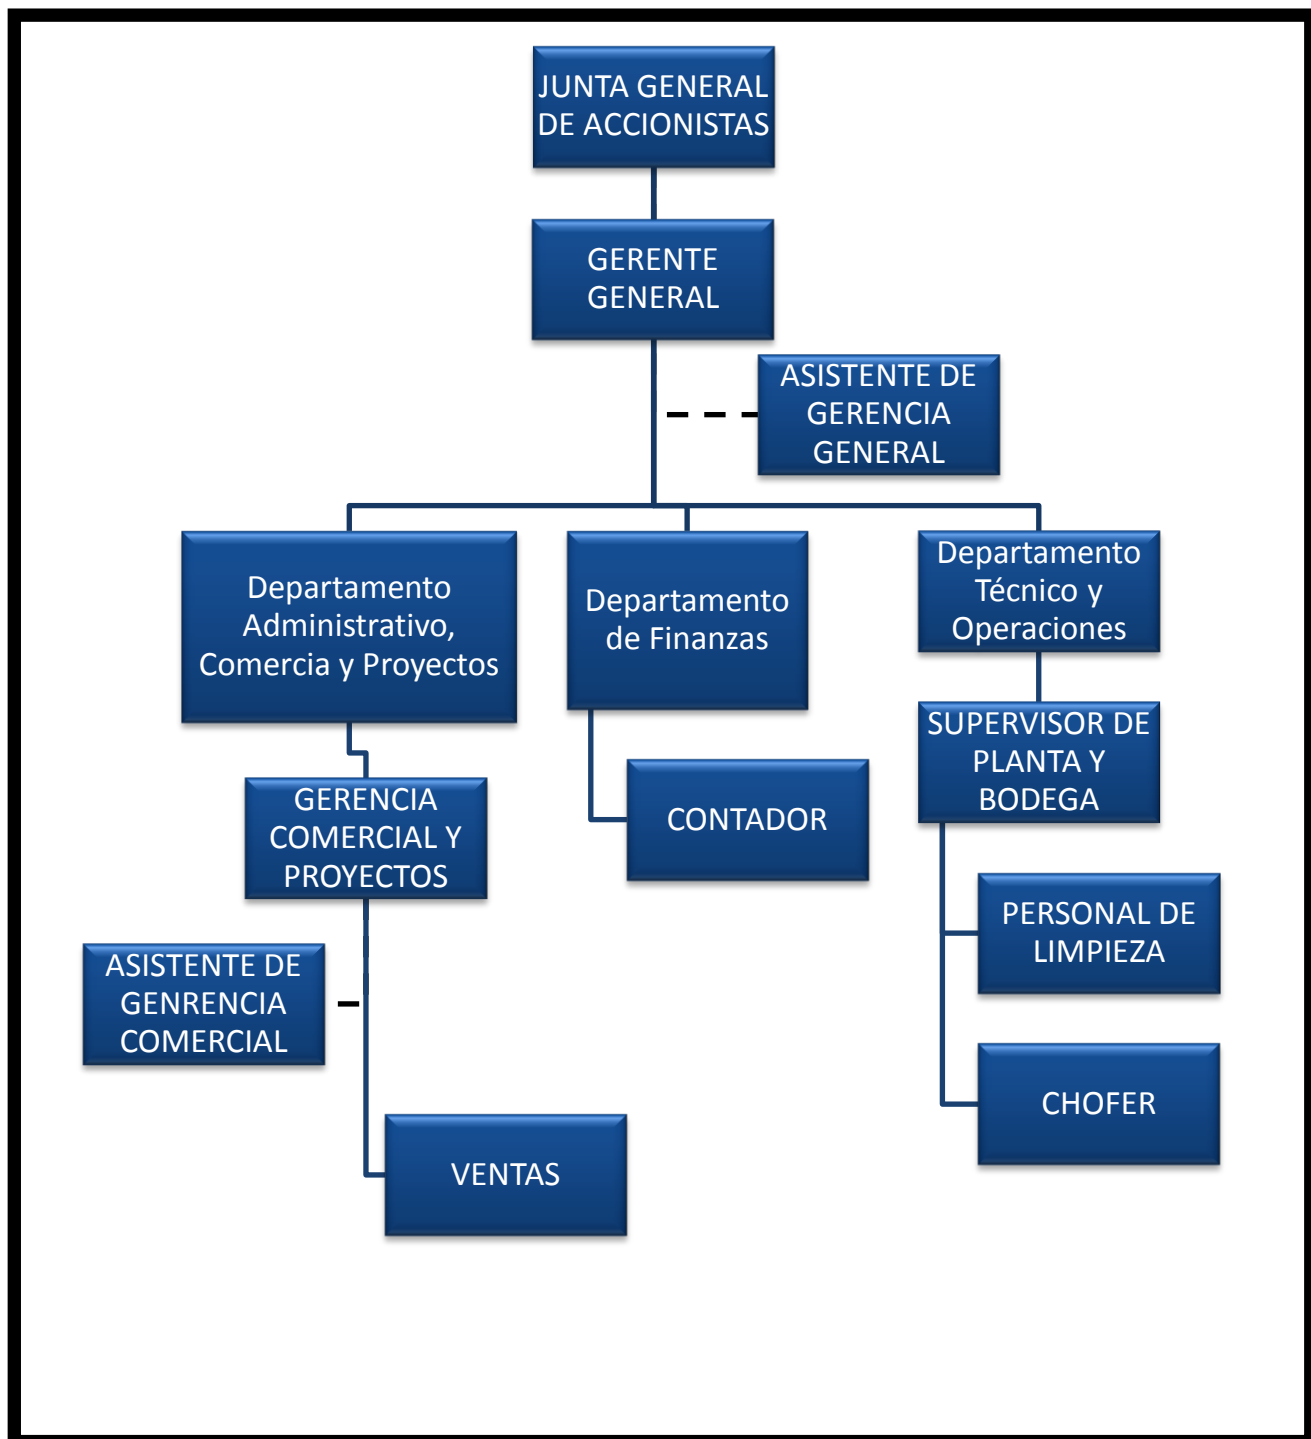 JUNTA GENERAL
DE ACCIONISTAS
GERENTE
GENERAL
ASISTENTE DE
GERENCIA
GENERAL
Departamento
Administrativo,
Comercia y Proyectos
Departamento
de Finanzas
Departamento
Técnico y
Operaciones
GERENCIA
COMERCIAL Y
PROYECTOS
CONTADOR
SUPERVISOR DE
PLANTA Y
BODEGA
ASISTENTE DE
GENRENCIA
COMERCIAL
PERSONAL DE
LIMPIEZA
VENTAS
CHOFER